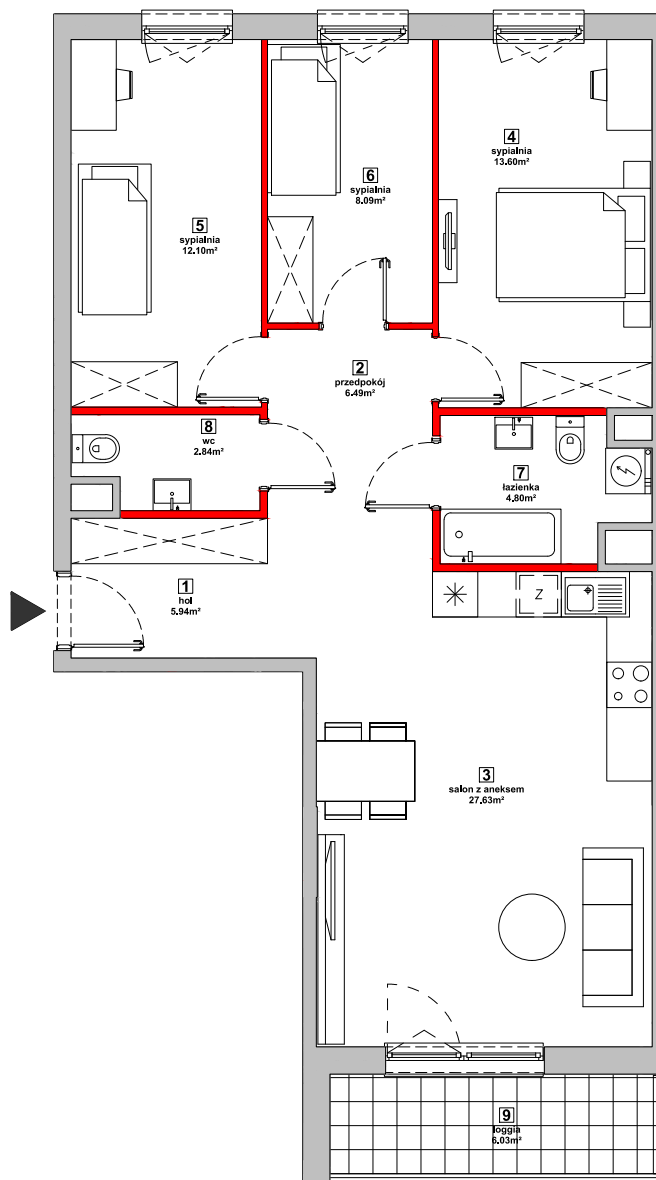 4
sypialnia
13.60m²
6
sypialnia
8.09m²
5
sypialnia
12.10m²
2
przedpokój
6.49m²
8
wc
2.84m²
7
łazienka
4.80m²
1
hol
5.94m²
Z
3
salon z aneksem
27.63m²
9
loggia
6.03m²